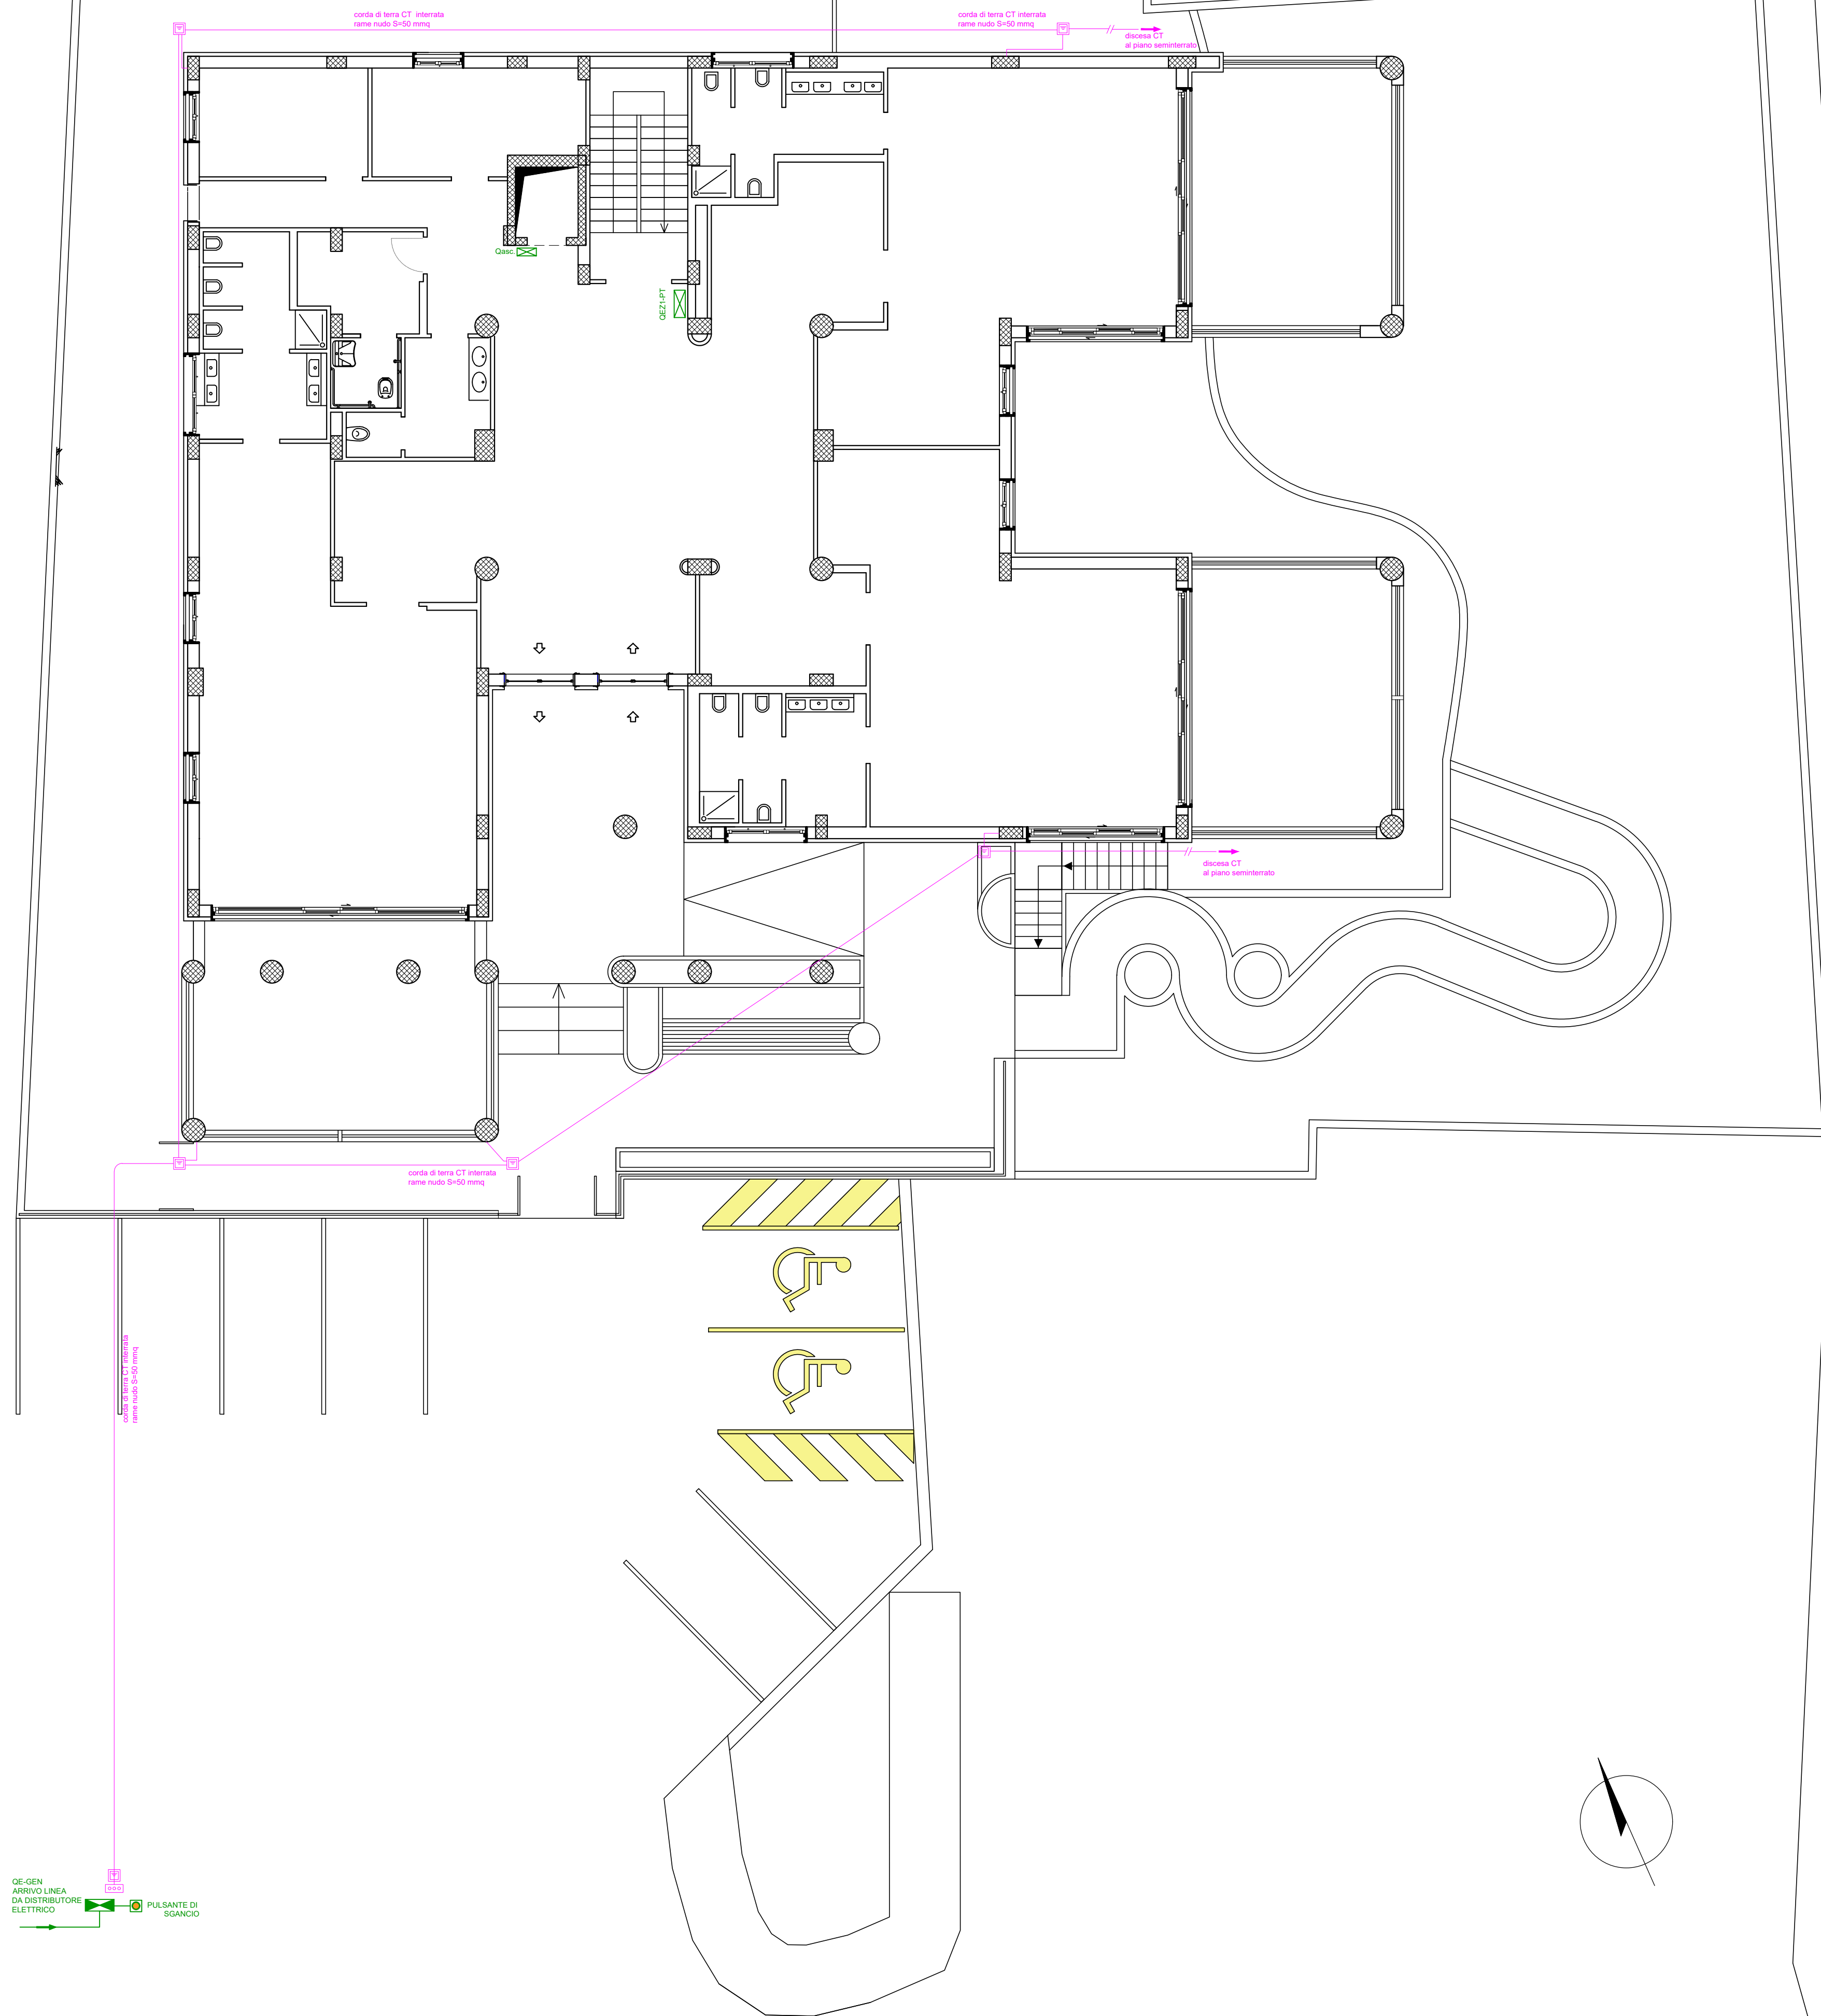 corda di terra CT interrata
rame nudo S=50 mmq
corda di terra CT interrata
rame nudo S=50 mmq
discesa CT
al piano seminterrato
Qasc.
QEZ1-PT
discesa CT
al piano seminterrato
corda di terra CT interrata
rame nudo S=50 mmq
corda di terra CT interrata
rame nudo S=50 mmq
QE-GEN
ARRIVO LINEA
DA DISTRIBUTORE
ELETTRICO
PULSANTE DI
SGANCIO